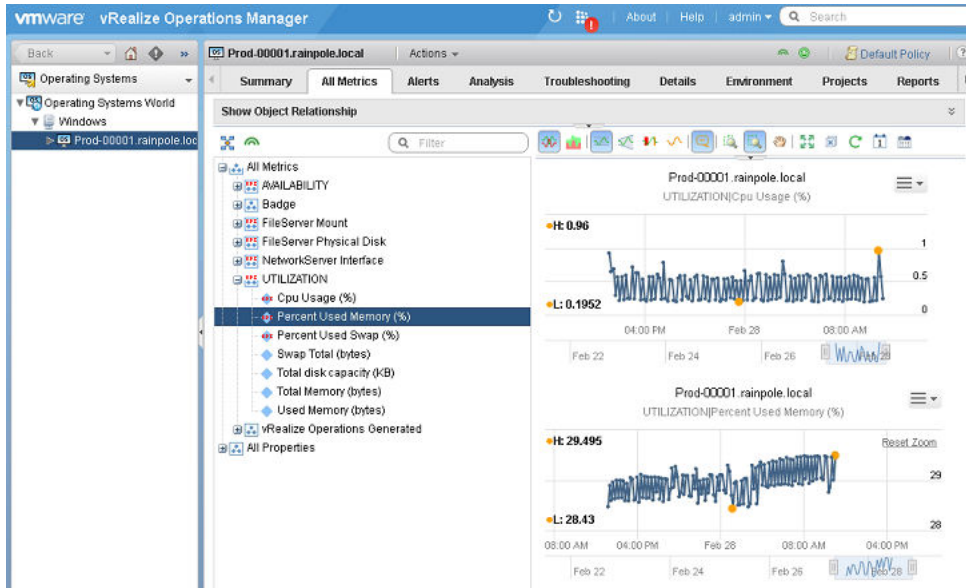 vmware vRealize Operations Manager
About Help admin Search
Back
Operating Systems
Operating Systems World
Windows
Prod-00001.rainpole.loc
Prod-00001.rainpole.local Actions Default Policy
Summary All Metrics Alerts Analysis Troubleshooting Details Environment Projects Reports
Show Object Relationship
Filter
All Metrics
AVAILABILITY
Badge
FileServer Mount
FileServer Physical Disk
NetworkServer Interface
UTILIZATION
Cpu Usage (%)
Percent Used Memory (%)
Percent Used Swap (%)
Swap Total (bytes)
Total disk capacity (KB)
Total Memory (bytes)
Used Memory (bytes)
vRealize Operations Generated
All Properties
Prod-00001.rainpole.local
UTILIZATION|Cpu Usage (%)
H: 0.96
1
0.5
L: 0.1952
0
04:00 PM Feb 28 08:00 AM
Feb 22 Feb 24 Feb 26
Prod-00001.rainpole.local
UTILIZATION|Percent Used Memory (%)
H: 29.495
Reset Zoom
29
L: 28.43
28
08:00 AM 04:00 PM Feb 28 08:00 AM 04:00 PM
Feb 22 Feb 24 Feb 26 Feb 28